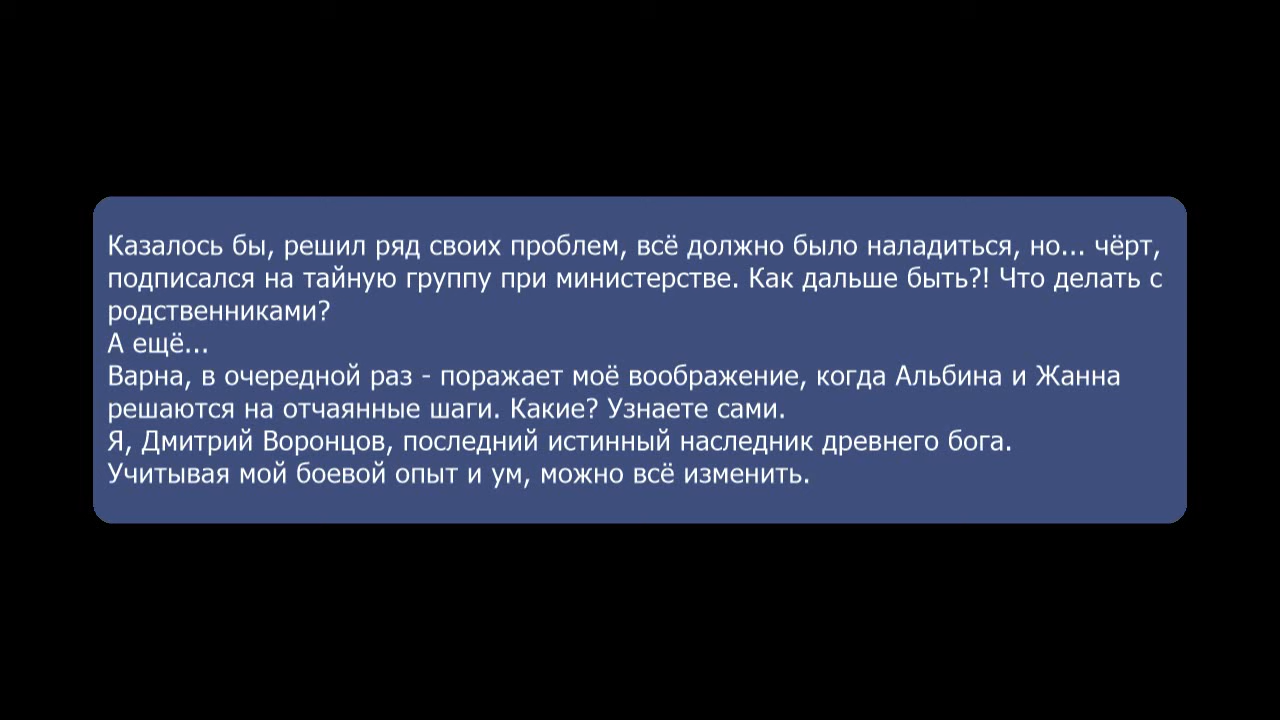 Казалось бы, решил ряд своих проблем, всё должно было наладиться, но... чёрт,
подписался на тайную группу при министерстве. Как дальше быть?! Что делать с
родственниками?
А ещё...
Варна, в очередной раз - поражает моё воображение, когда Альбина и Жанна
решаются на отчаянные шаги. Какие? Узнаете сами.
Я, Дмитрий Воронцов, последний истинный наследник древнего бога.
Учитывая мой боевой опыт и ум, можно всё изменить.